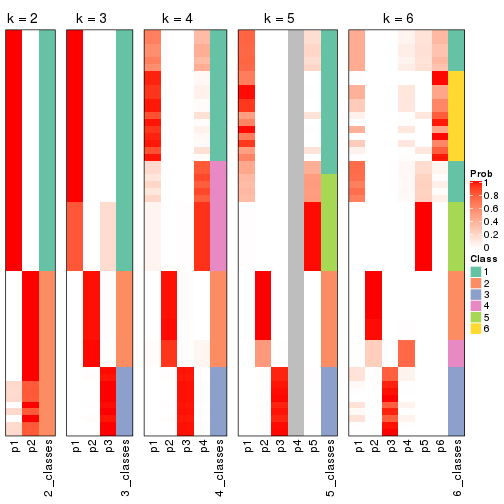 k = 2
k = 3
k = 4
k = 5
k = 6
Prob
1
0.8
0.6
0.4
0.2
0
Class
1
2
3
4
5
6
p1
p2
2_classes
p1
p2
p3
3_classes
p1
p2
p3
p4
4_classes
p1
p2
p3
p4
p5
5_classes
p1
p2
p3
p4
p5
p6
6_classes